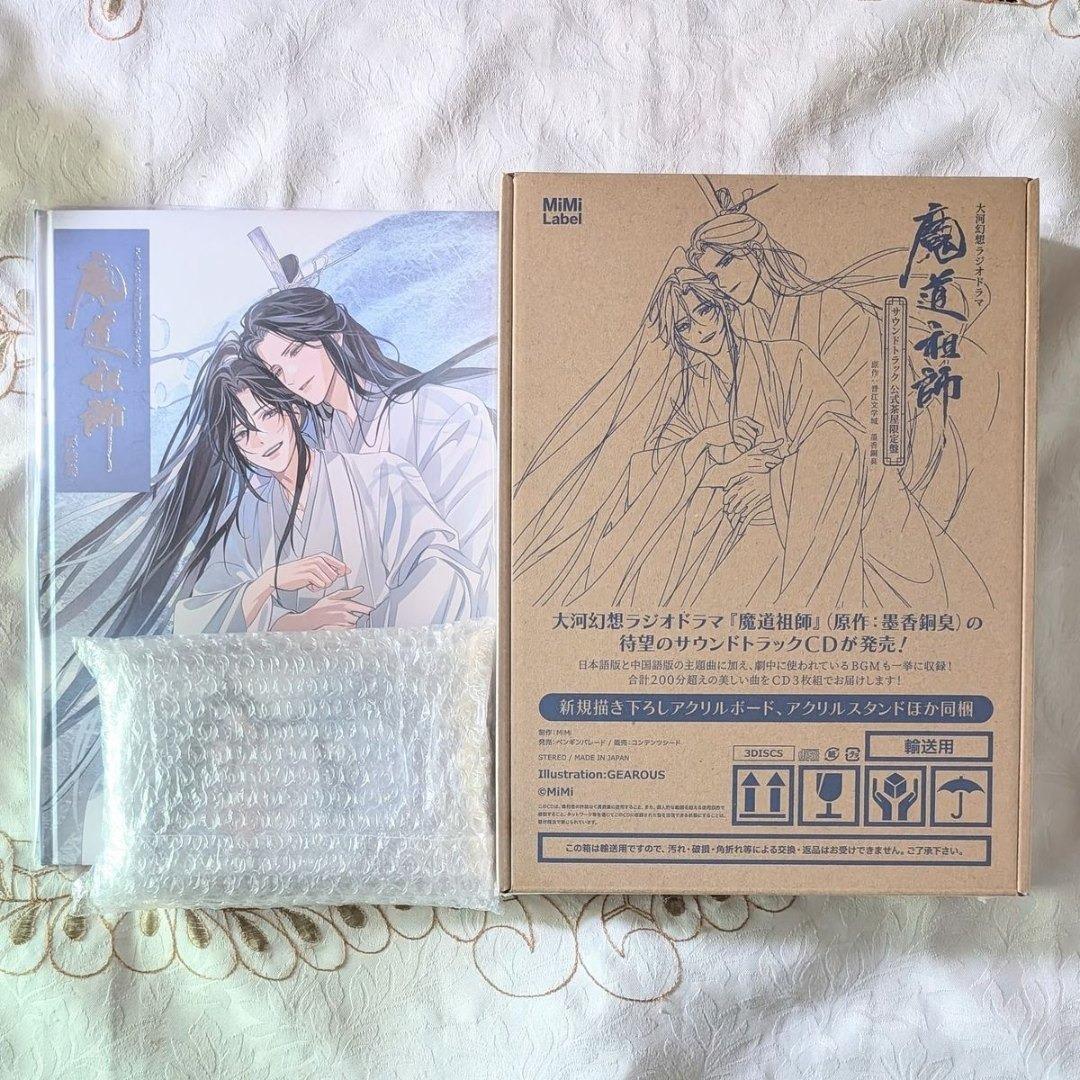 魔道祖師
MiMi
Label
大河幻想ラジオドラマ
魔道祖師
サウンドトラック公式茶屋限定盤
原作：晋江文学城 墨香銅臭
大河幻想ラジオドラマ『魔道祖師』(原作：墨香銅臭)の
待望のサウンドトラックCDが発売！
日本語版と中国語版の主題曲に加え、劇中に使われているBGMも一挙に収録！
合計200分超えの美しい曲をCD3枚組でお届けします！
新規描き下ろしアクリルボード、アクリルスタンドほか同梱
制作：MiMi
発売：ペンギンパレード / 販売：コンテンツシード
STEREO / MADE IN JAPAN
Illustration:GEAROUS
©MiMi
3DISCS
輸送用
この箱は輸送用ですので、汚れ・破損・角折れ等による交換・返品はお受けできません。ご了承下さい。